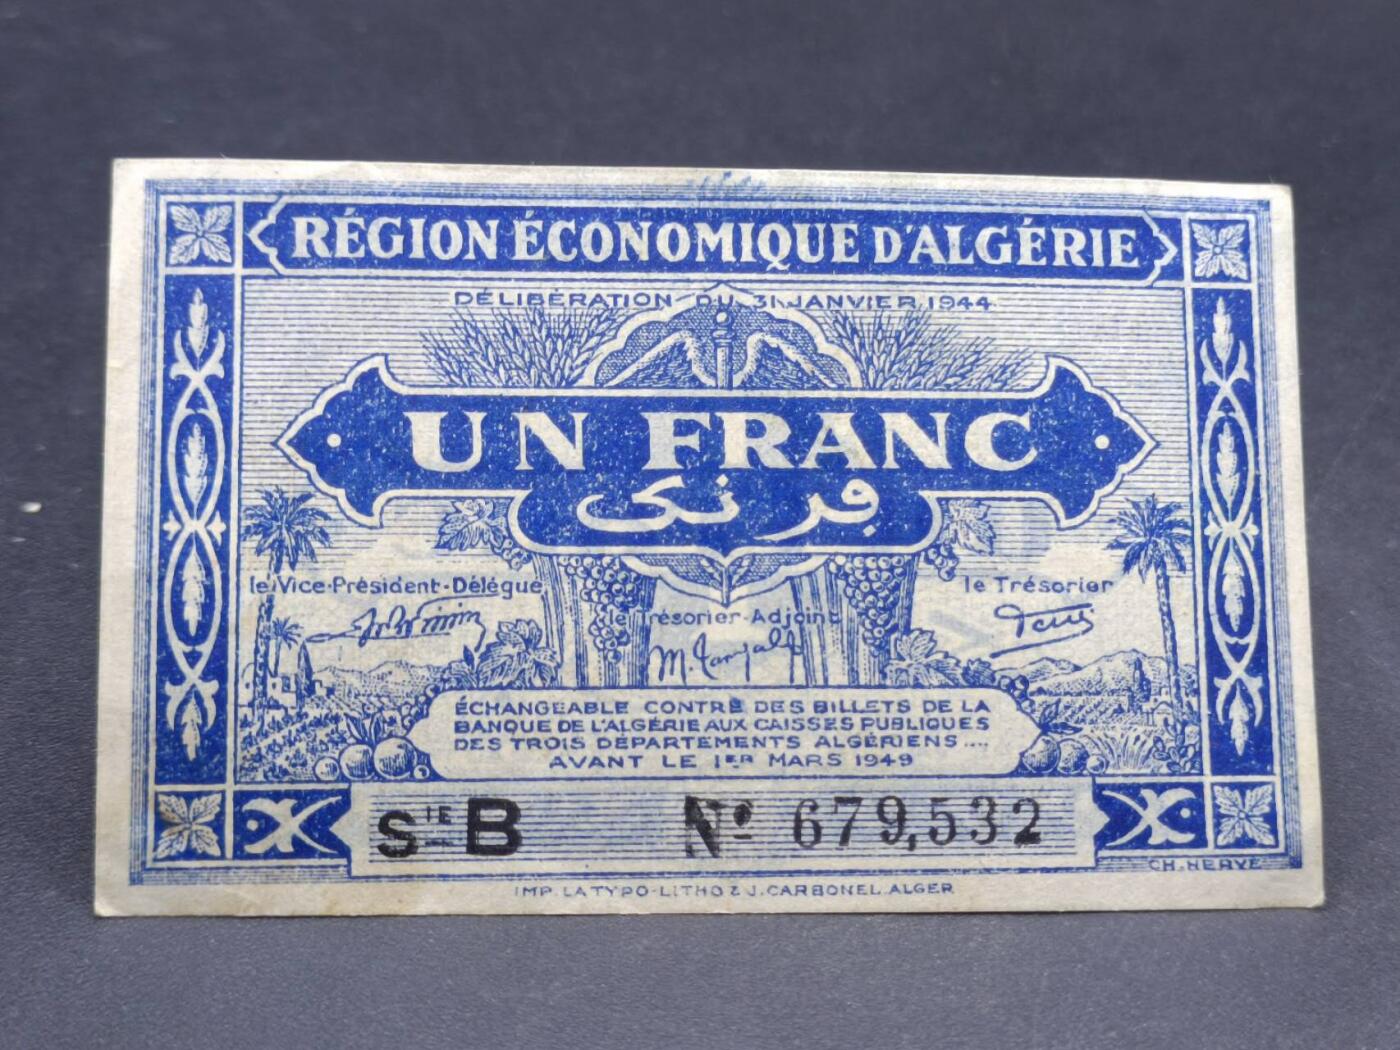 RÉGION ÉCONOMIQUE D'ALGÉRIE
DÉLIBÉRATION DU 31 JANVIER 1944
UN FRANC
فرنكى
le Vice-Président-Délégué
le Trésorier-Adjoint
le Trésorier
ÉCHANGEABLE CONTRE DES BILLETS DE LA
BANQUE DE L'ALGÉRIE AUX CAISSES PUBLIQUES
DES TROIS DÉPARTEMENTS ALGÉRIENS....
AVANT LE 1ER MARS 1949
SIE B Nº 679,532
CH. HERVÉ
IMP. LA TYPO-LITHO & J. CARBONEL. ALGER